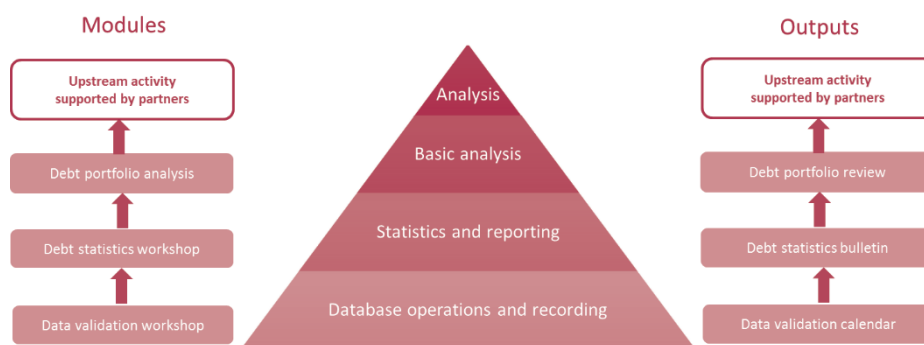 Modules
Upstream activity
supported by partners
Debt portfolio analysis
Debt statistics workshop
Data validation workshop
Analysis
Basic analysis
Statistics and reporting
Database operations and recording
Outputs
Upstream activity
supported by partners
Debt portfolio review
Debt statistics bulletin
Data validation calendar